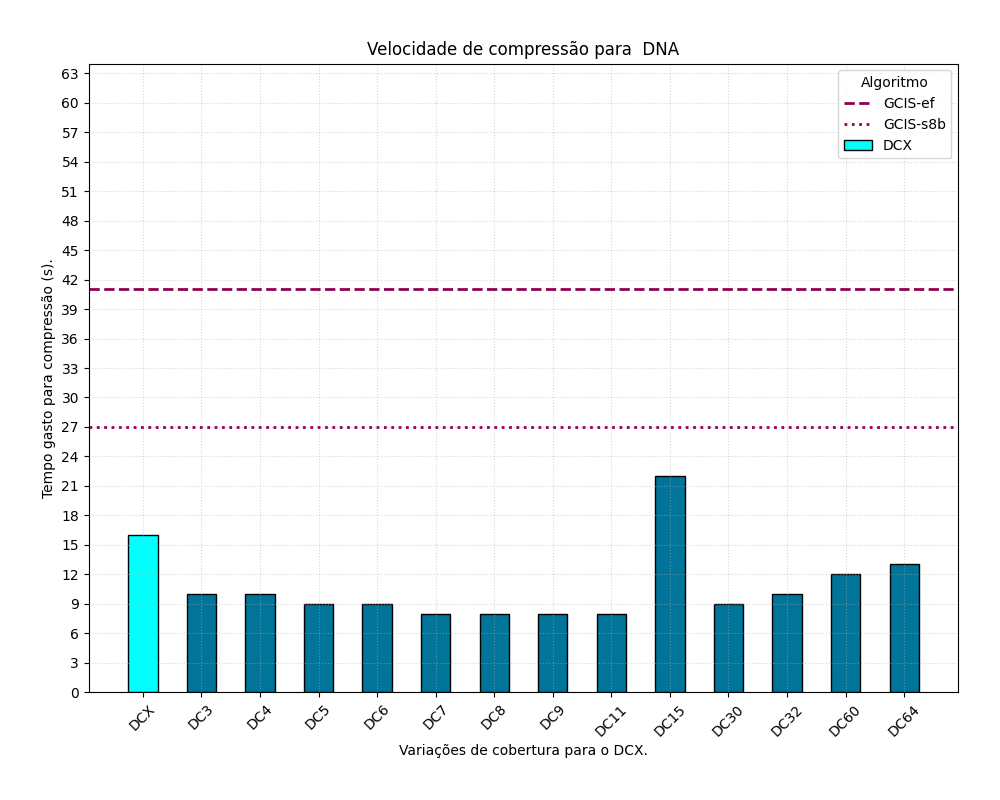 Velocidade de compressão para  DNA
Algoritmo
GCIS-ef
GCIS-s8b
DCX
Tempo gasto para compressão (s).
63
60
57
54
51
48
45
42
39
36
33
30
27
24
21
18
15
12
9
6
3
0
DCX
DC3
DC4
DC5
DC6
DC7
DC8
DC9
DC11
DC15
DC30
DC32
DC60
DC64
Variações de cobertura para o DCX.